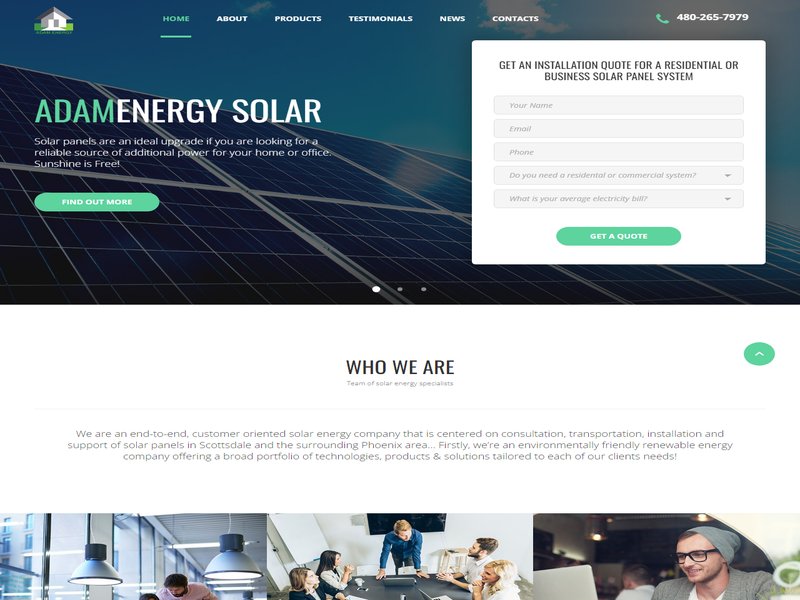 ADAM ENERGY
HOME
ABOUT
PRODUCTS
TESTIMONIALS
NEWS
CONTACTS
480-265-7979
ADAMENERGY SOLAR
Solar panels are an ideal upgrade if you are looking for a
reliable source of additional power for your home or office.
Sunshine is Free!
FIND OUT MORE
GET AN INSTALLATION QUOTE FOR A RESIDENTIAL OR
BUSINESS SOLAR PANEL SYSTEM
Your Name
Email
Phone
Do you need a residental or commercial system?
What is your average electricity bill?
GET A QUOTE
WHO WE ARE
Team of solar energy specialists
We are an end-to-end, customer oriented solar energy company that is centered on consultation, transportation, installation and
support of solar panels in Scottsdale and the surrounding Phoenix area... Firstly, we're an environmentally friendly renewable energy
company offering a broad portfolio of technologies, products & solutions tailored to each of our clients needs!